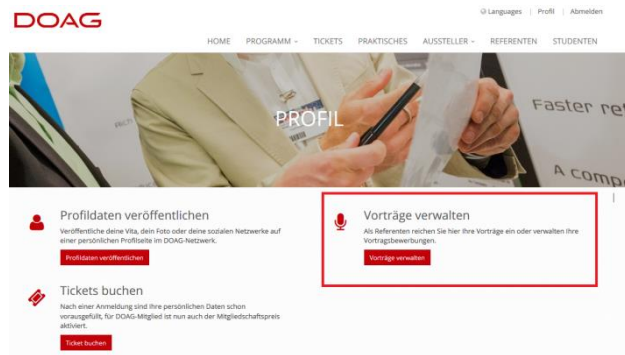 DOAG
Languages | Profil | Abmelden
HOME PROGRAMM TICKETS PRAKTISCHES AUSSTELLER REFERENTEN STUDENTEN
PROFIL
Faster re
A comp
Profildaten veröffentlichen
Veröffentliche deine Vita, dein Foto oder deine sozialen Netzwerke auf
einer persönlichen Profilseite im DOAG-Netzwerk.
Profildaten veröffentlichen
Vorträge verwalten
Als Referenten reichen Sie hier Ihre Vorträge ein oder verwalten Ihre
Vortragsbewerbungen.
Vorträge verwalten
Tickets buchen
Nach einer Anmeldung sind Ihre persönlichen Daten schon
vorausgefüllt, für DOAG-Mitglied ist nun auch der Mitgliedschaftspreis
aktiviert.
Ticket buchen